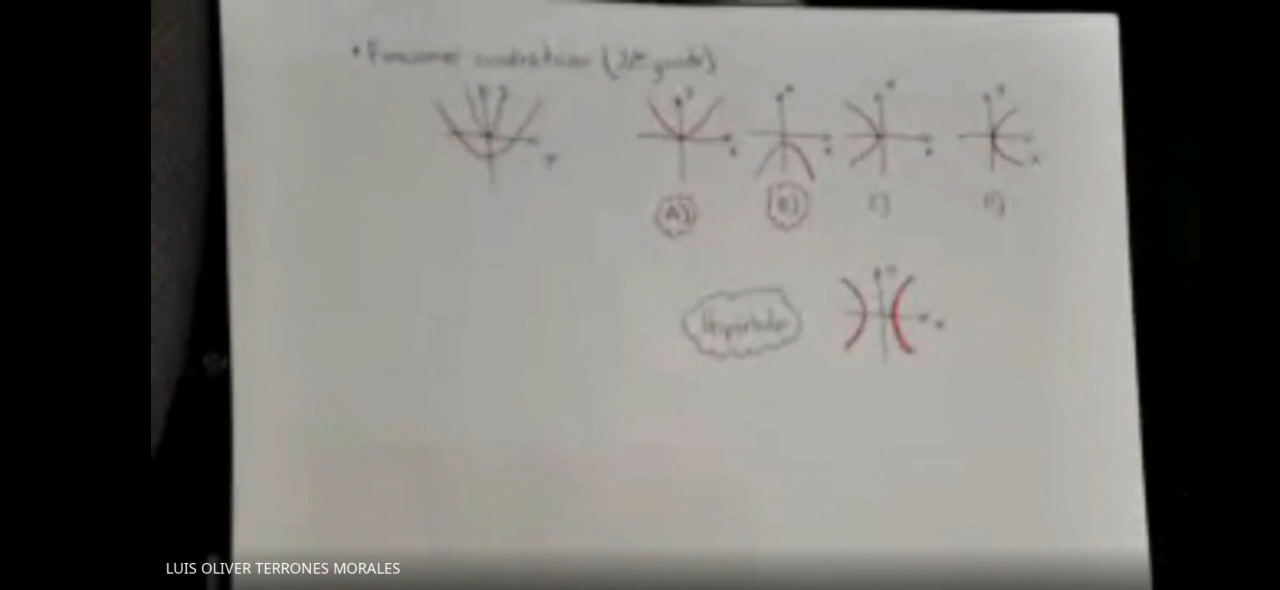 • Funciones cuadráticas (2do grado)
y
x
y
x
x
x
y
x
A)
B)
C)
D)
Hipérbola
x
LUIS OLIVER TERRONES MORALES